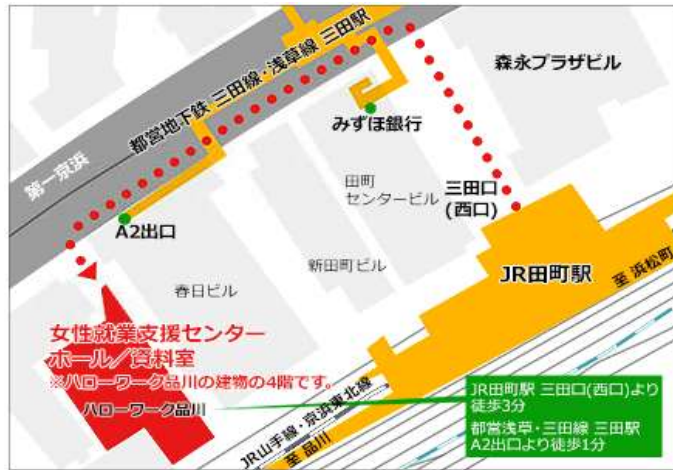 都営地下鉄 三田線・浅草線 三田駅
森永プラザビル
みずほ銀行
第一京浜
田町
センタービル
三田口
(西口)
A2出口
新田町ビル
JR田町駅
至 浜松町
春日ビル
女性就業支援センター
ホール／資料室
※ハローワーク品川の建物の4階です。
ハローワーク品川
JR山手線・京浜東北線
至 品川
JR田町駅 三田口(西口)より
徒歩3分
都営浅草・三田線 三田駅
A2出口より徒歩1分